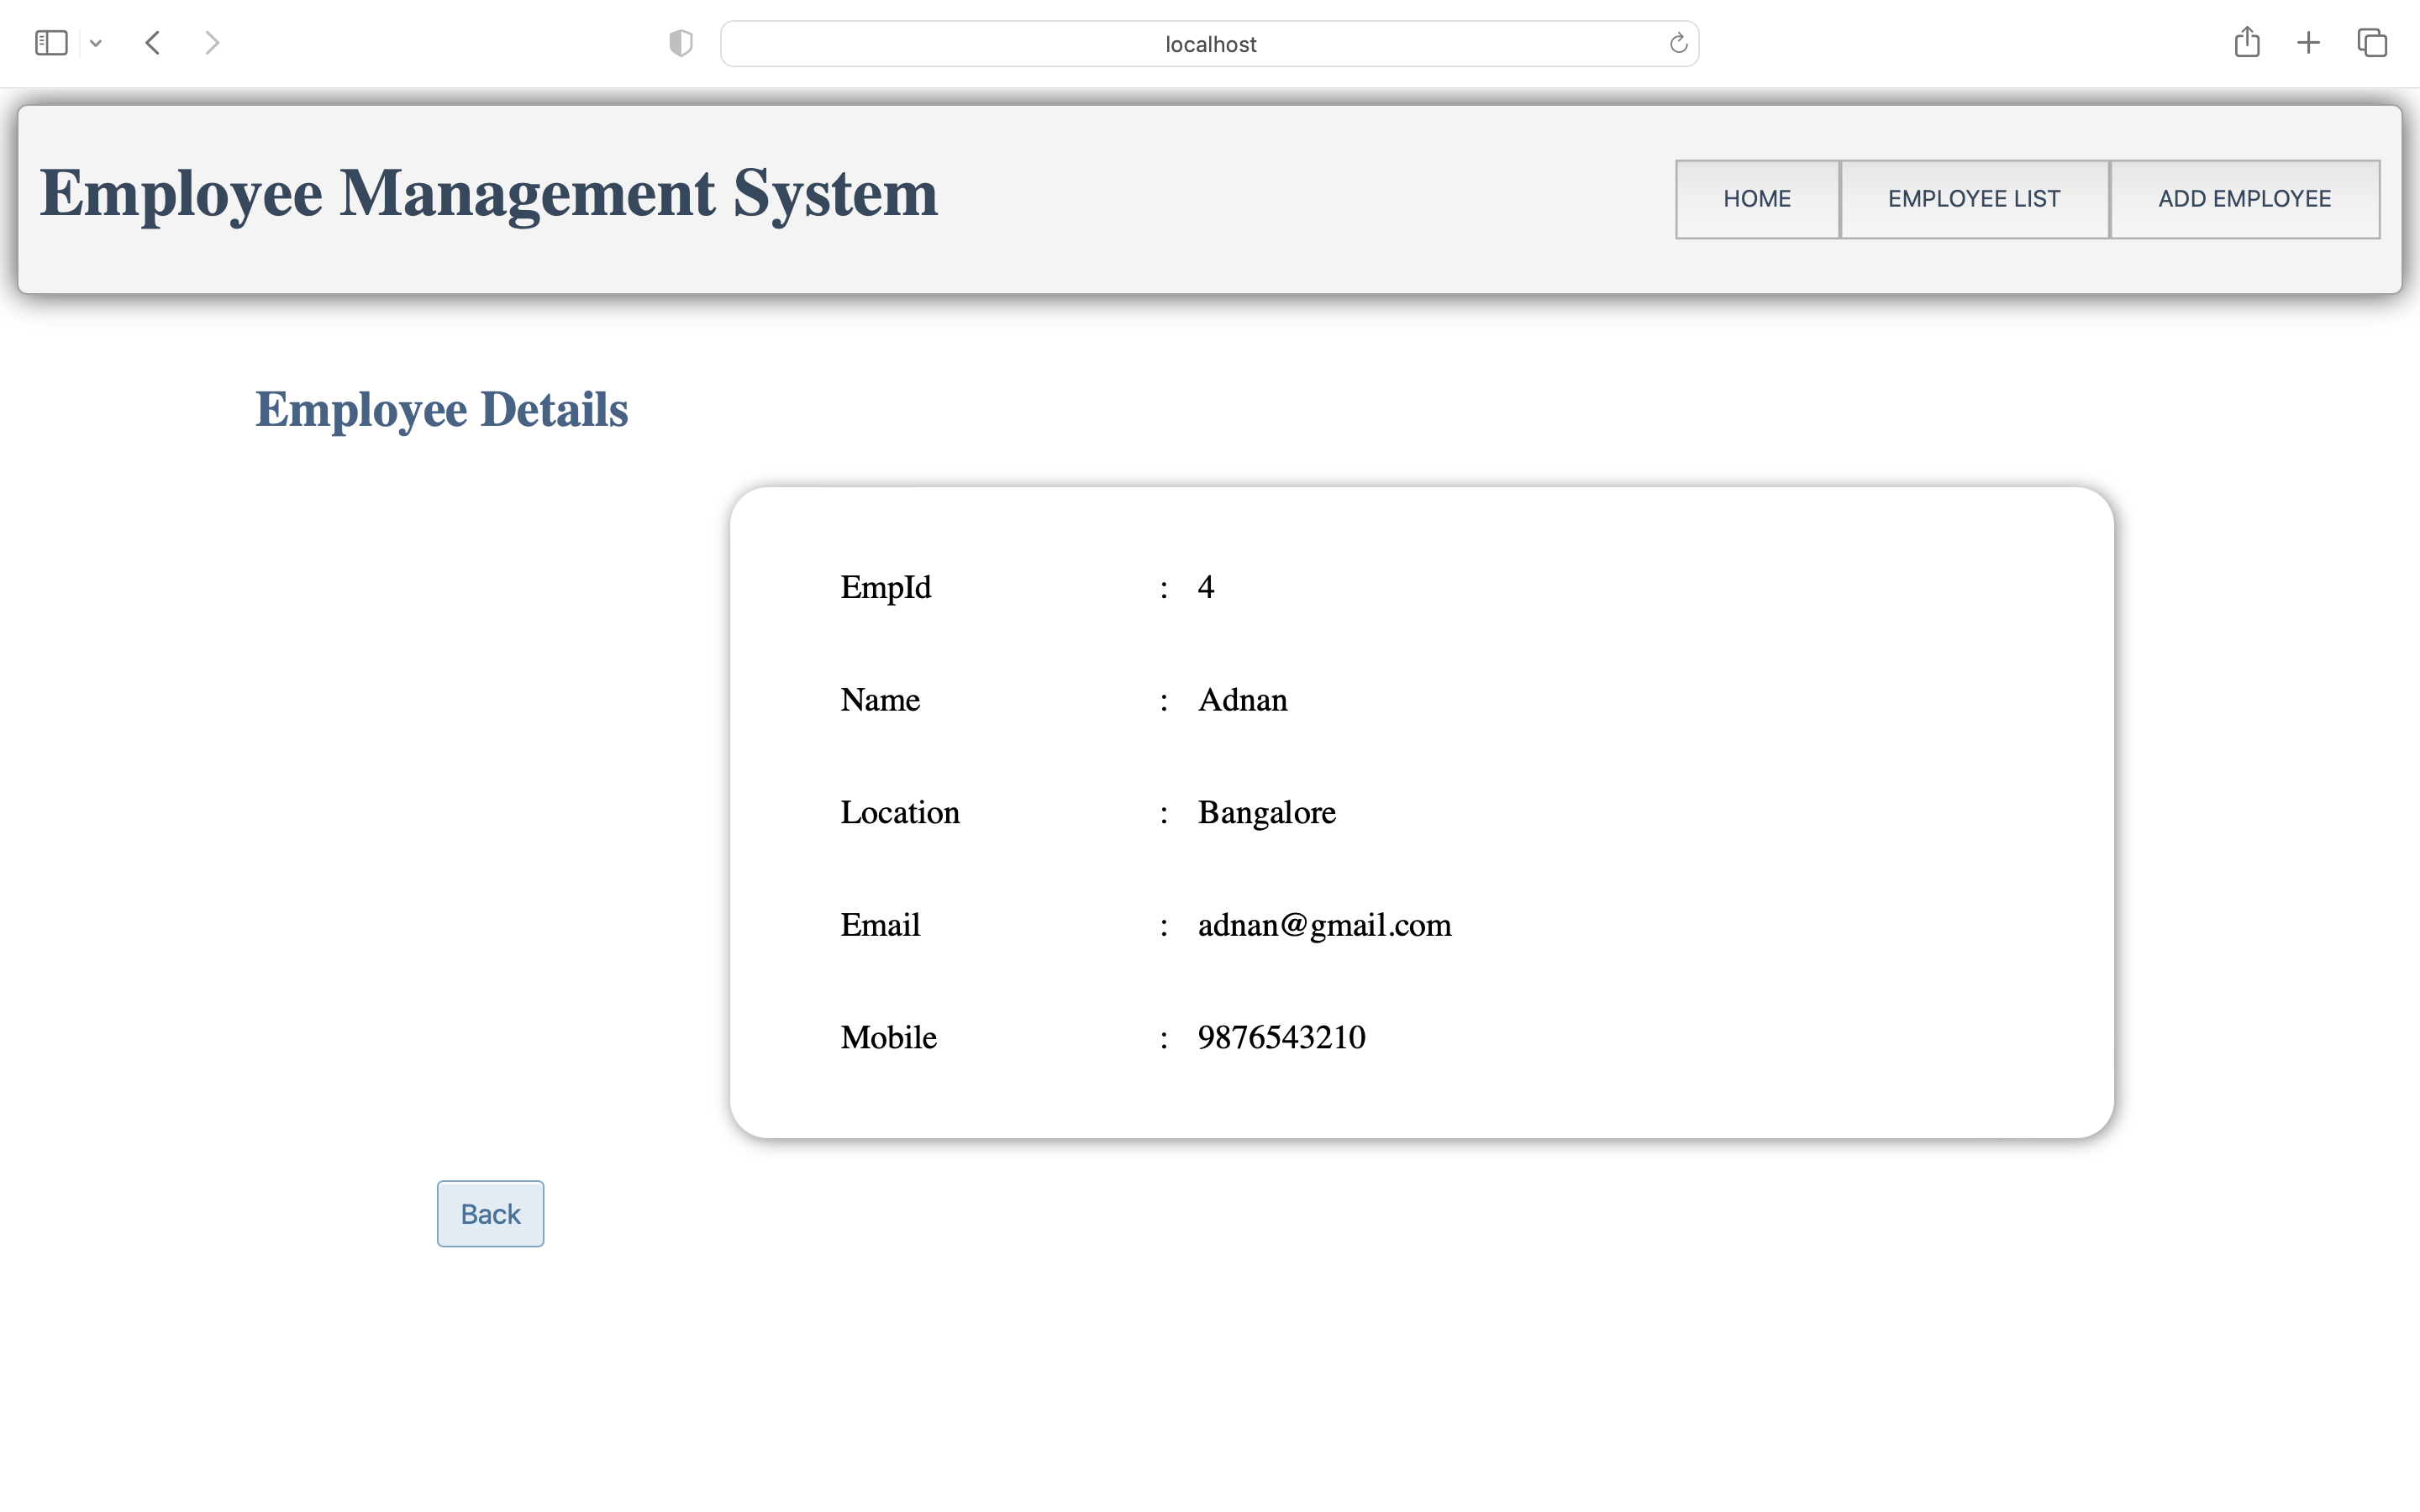 localhost
Employee Management System
HOME EMPLOYEE LIST ADD EMPLOYEE
Employee Details
EmpId : 4
Name : Adnan
Location : Bangalore
Email : adnan@gmail.com
Mobile : 9876543210
Back